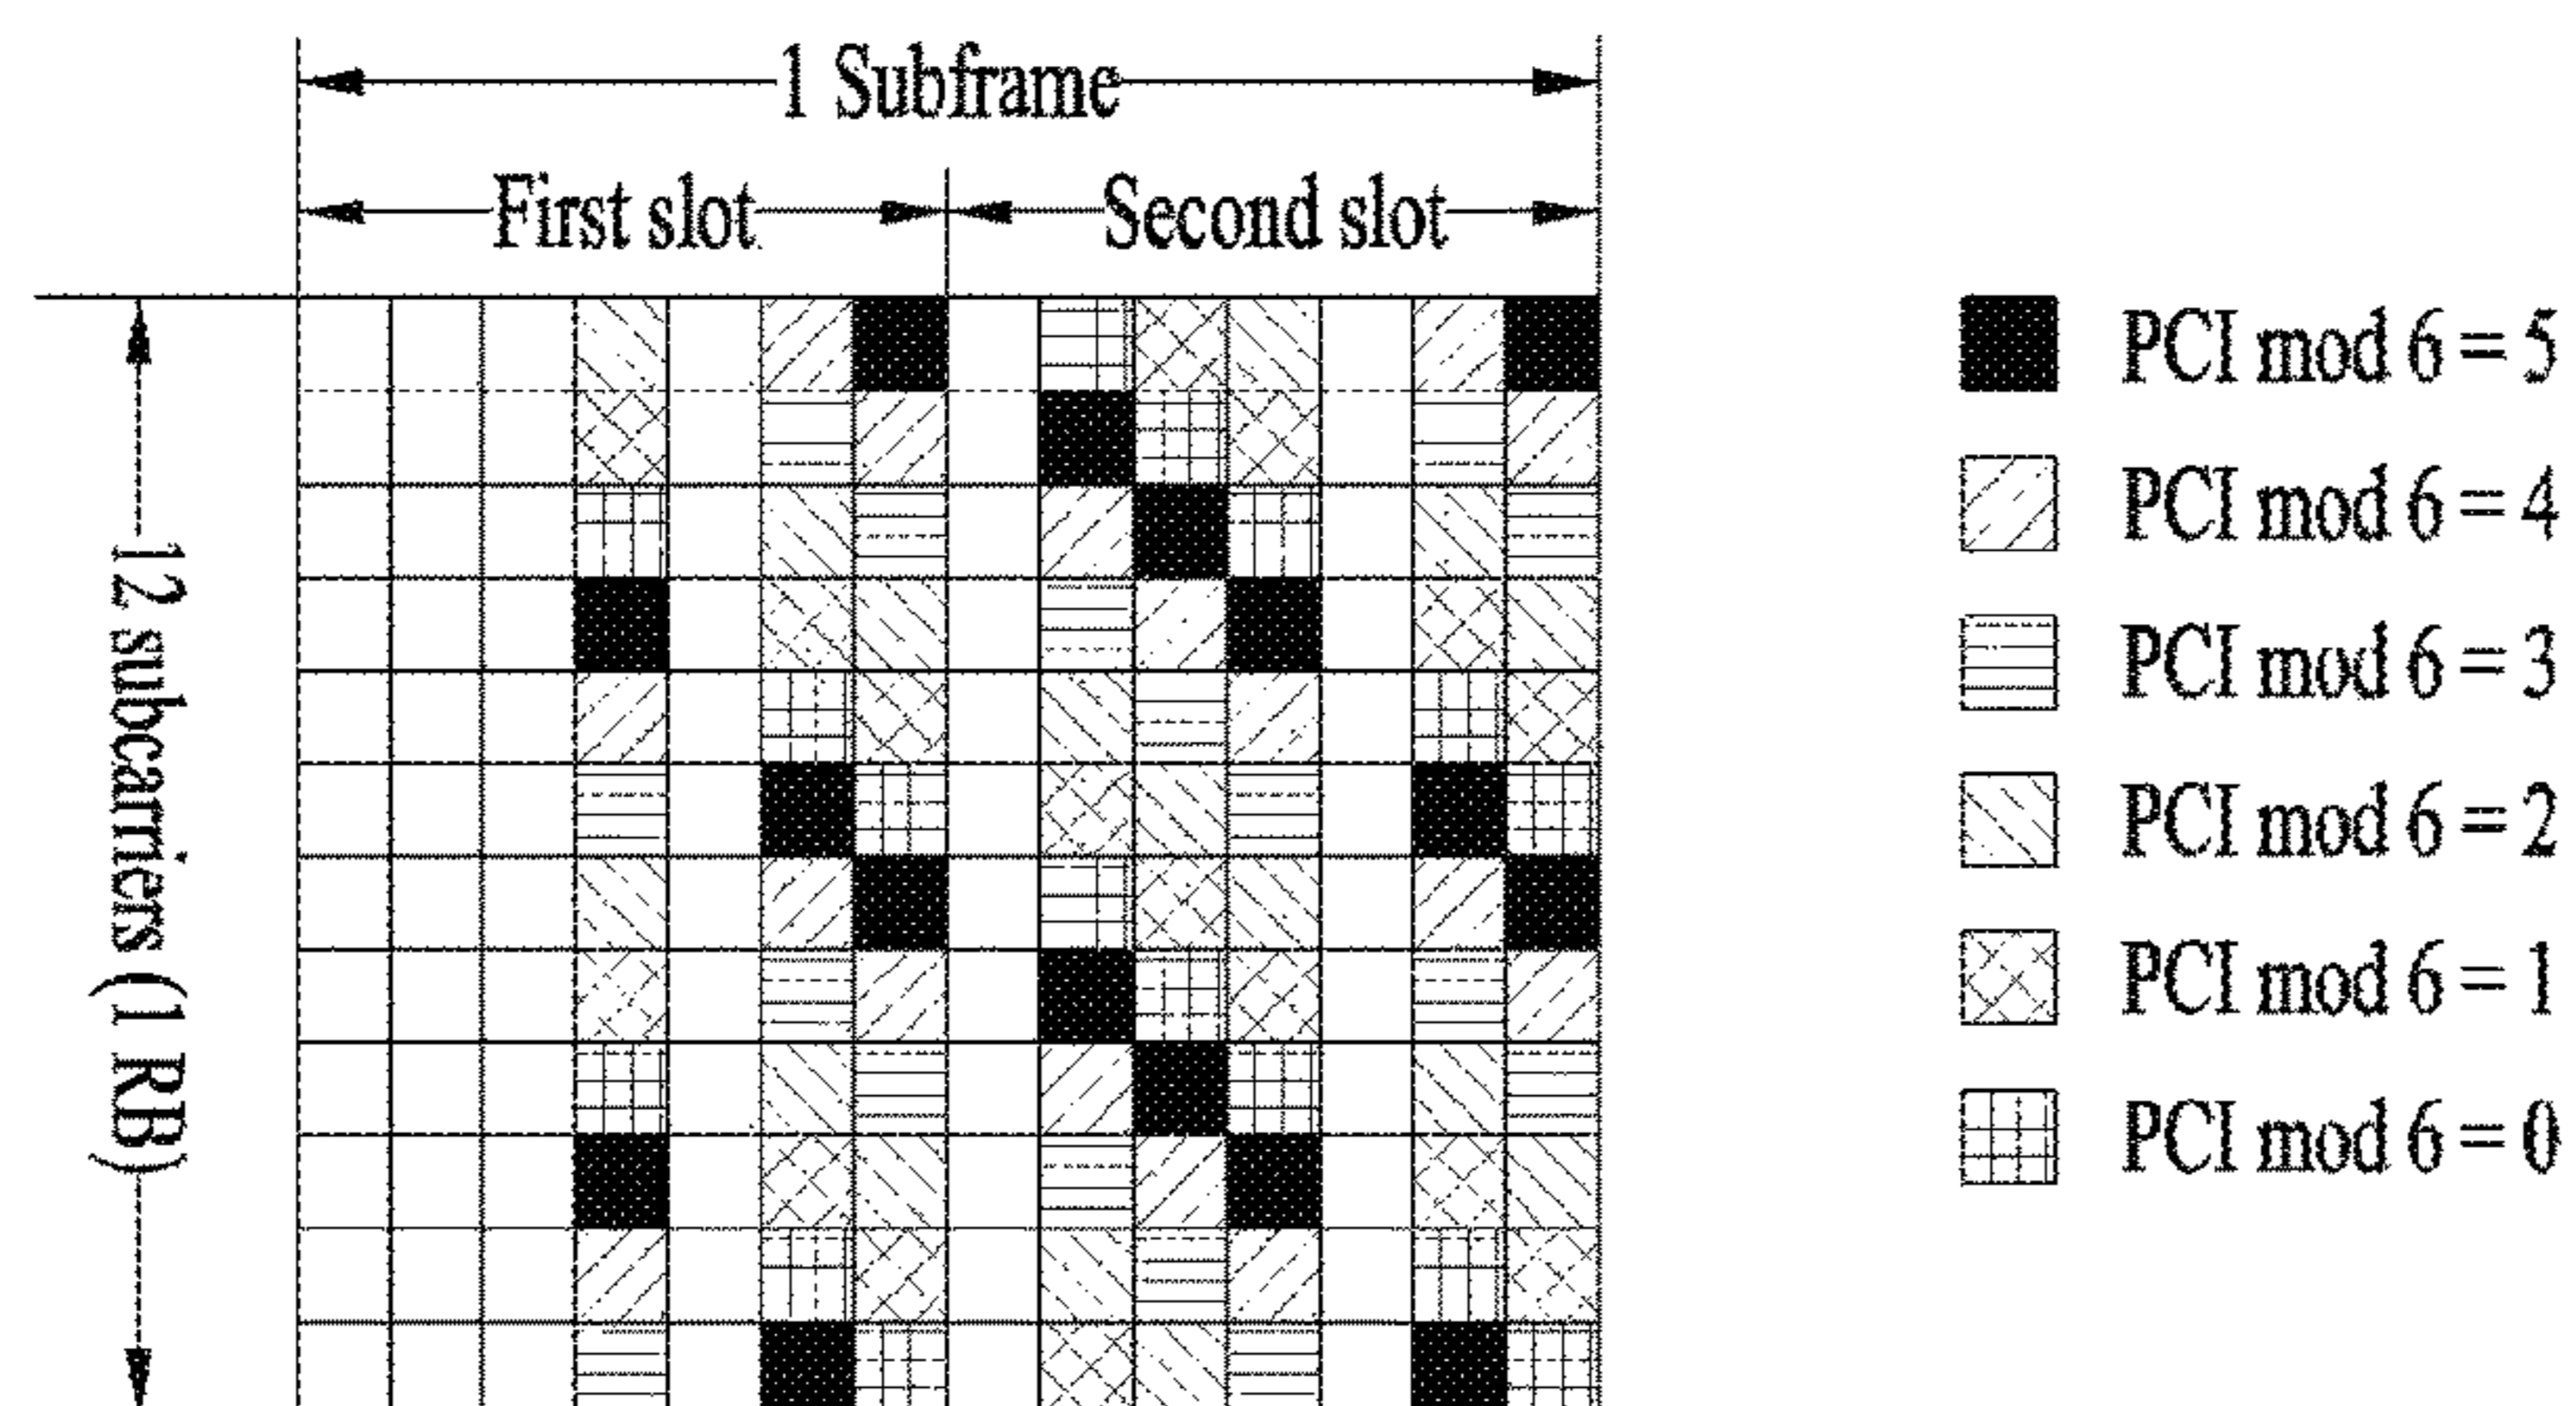 1 Subframe
First slot
Second slot
12 subcarriers (1 RB)
PCI mod 6 = 5
PCI mod 6 = 4
PCI mod 6 = 3
PCI mod 6 = 2
PCI mod 6 = 1
PCI mod 6 = 0